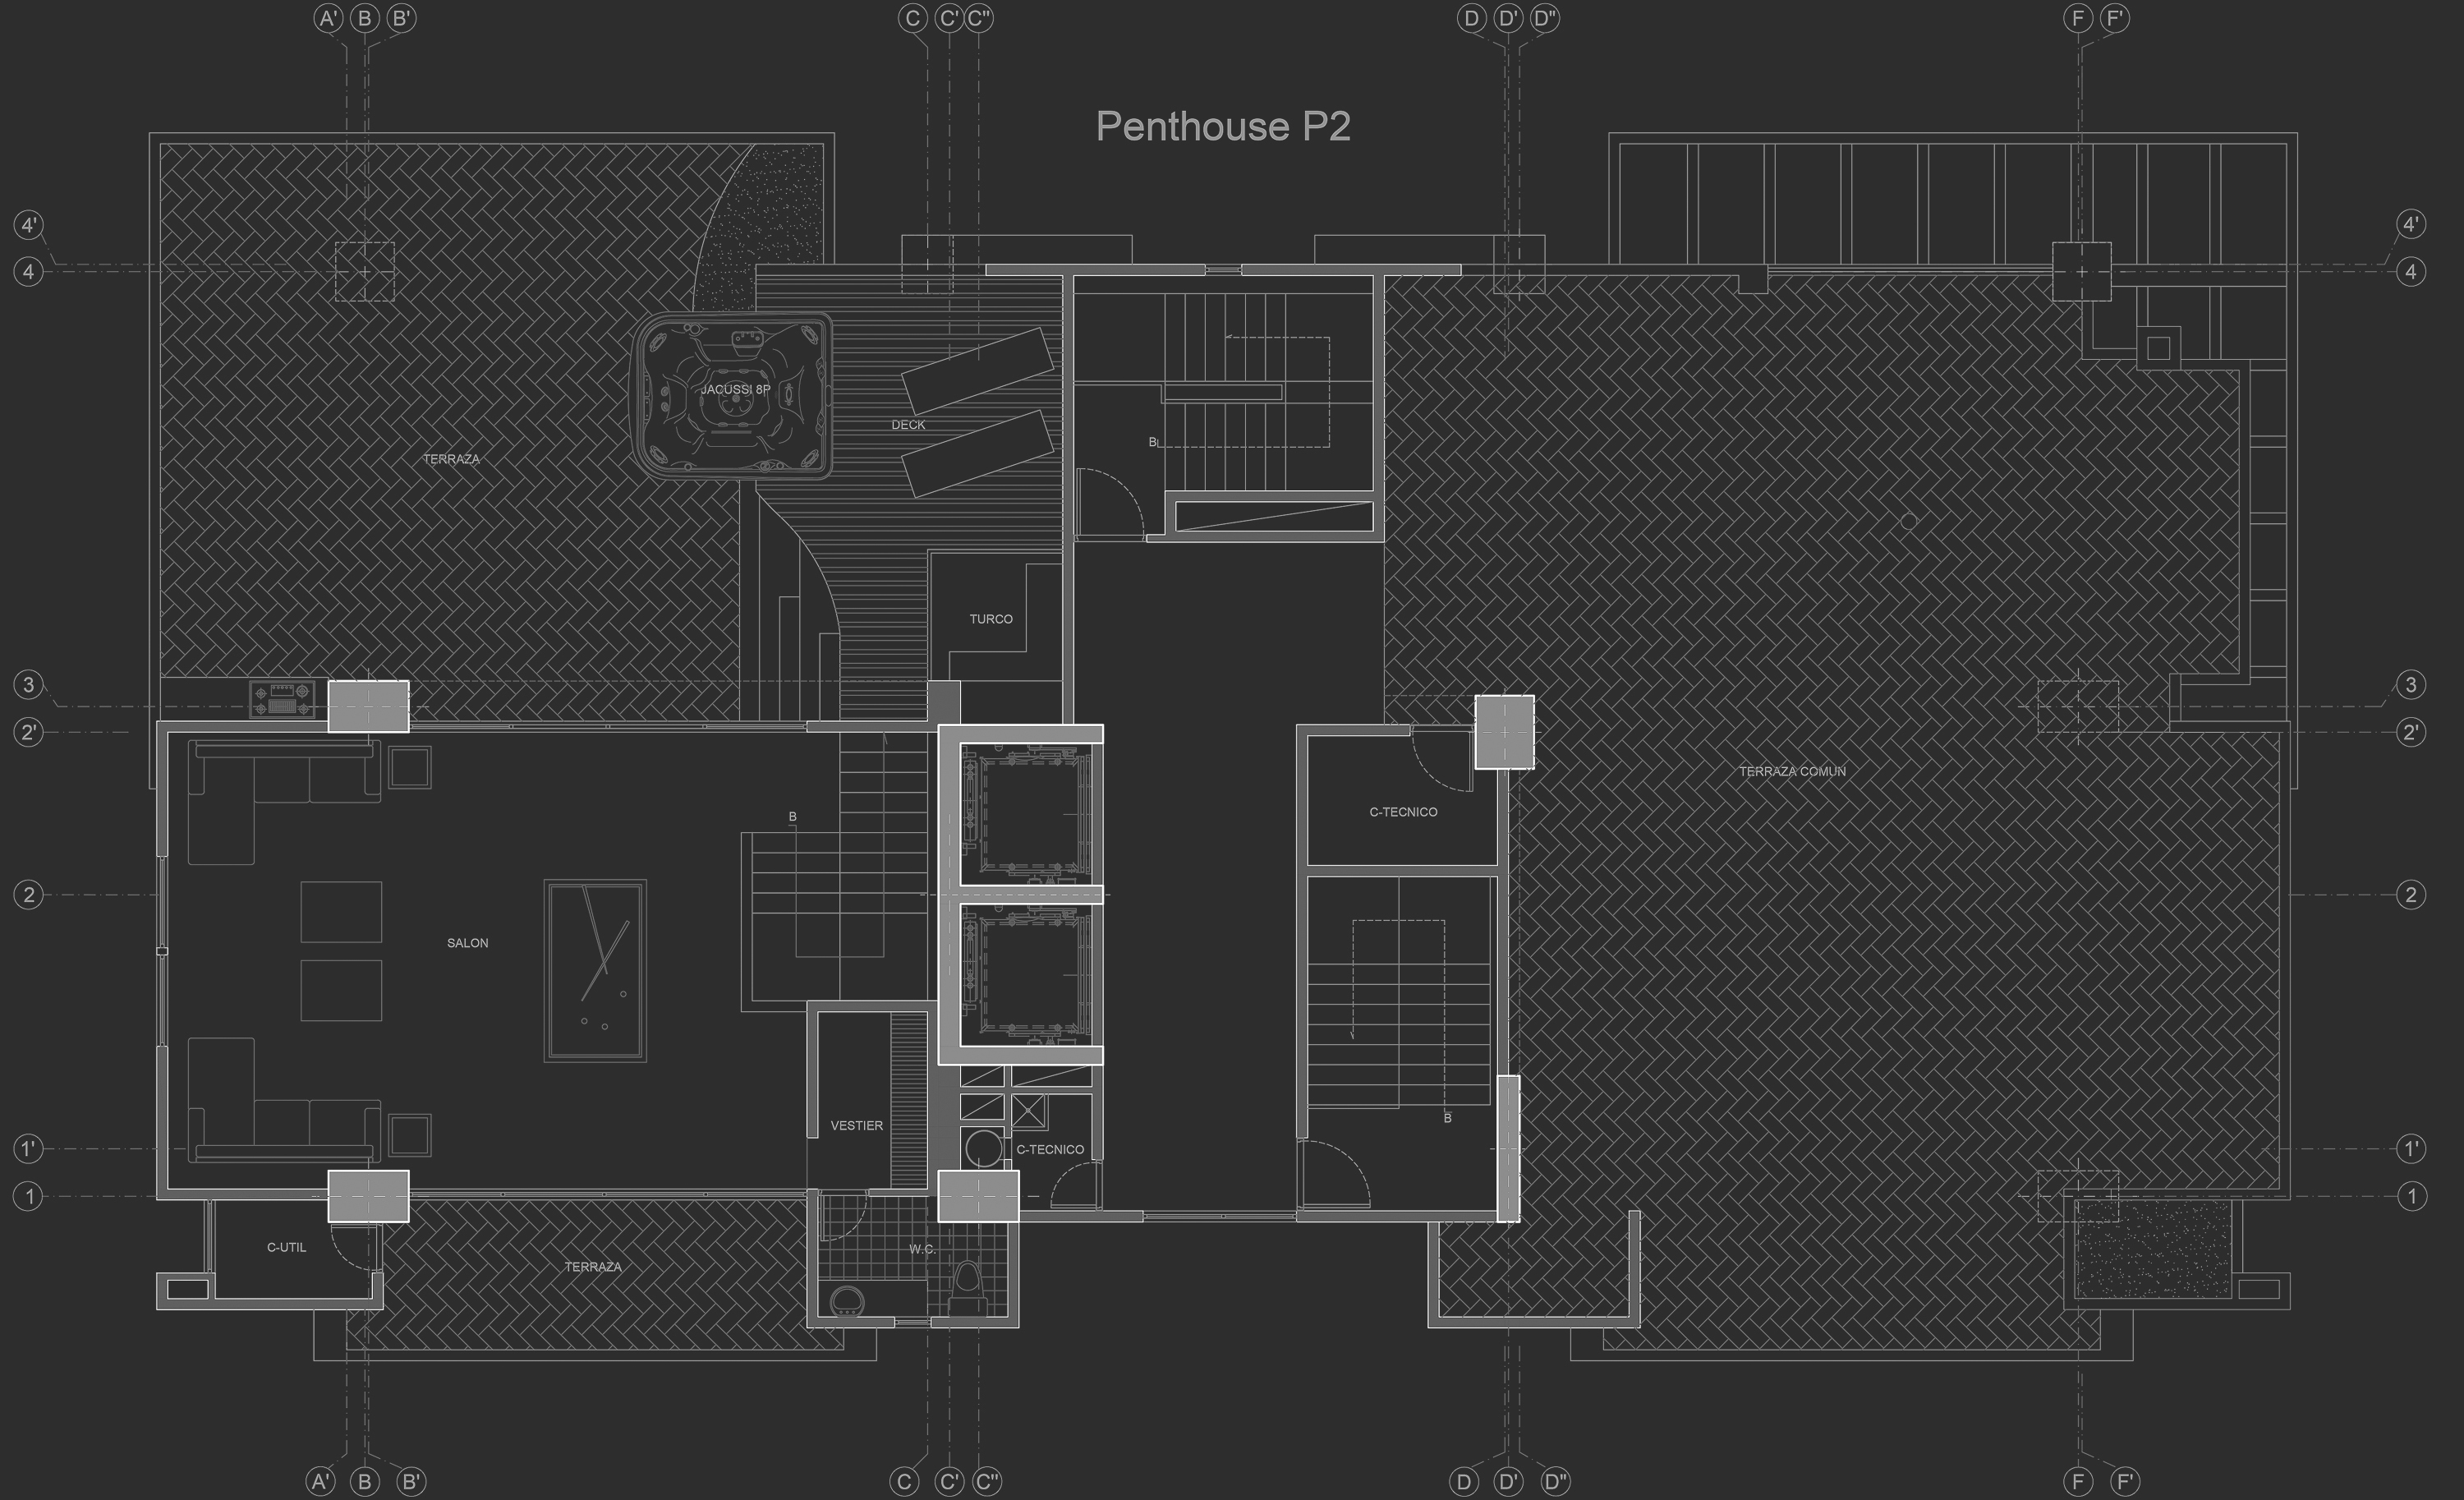 A' B B' C C' C" D D' D" F F'
Penthouse P2
4' 4'
4 4
JACUSSI 8P
DECK
B
TERRAZA
TURCO
3 3
2' 2'
TERRAZA COMUN
C-TECNICO
B
2 2
SALON
B
VESTIER
1' C-TECNICO 1'
1 1
C-UTIL
W.C.
TERRAZA
A' B B' C C' C" D D' D" F F'